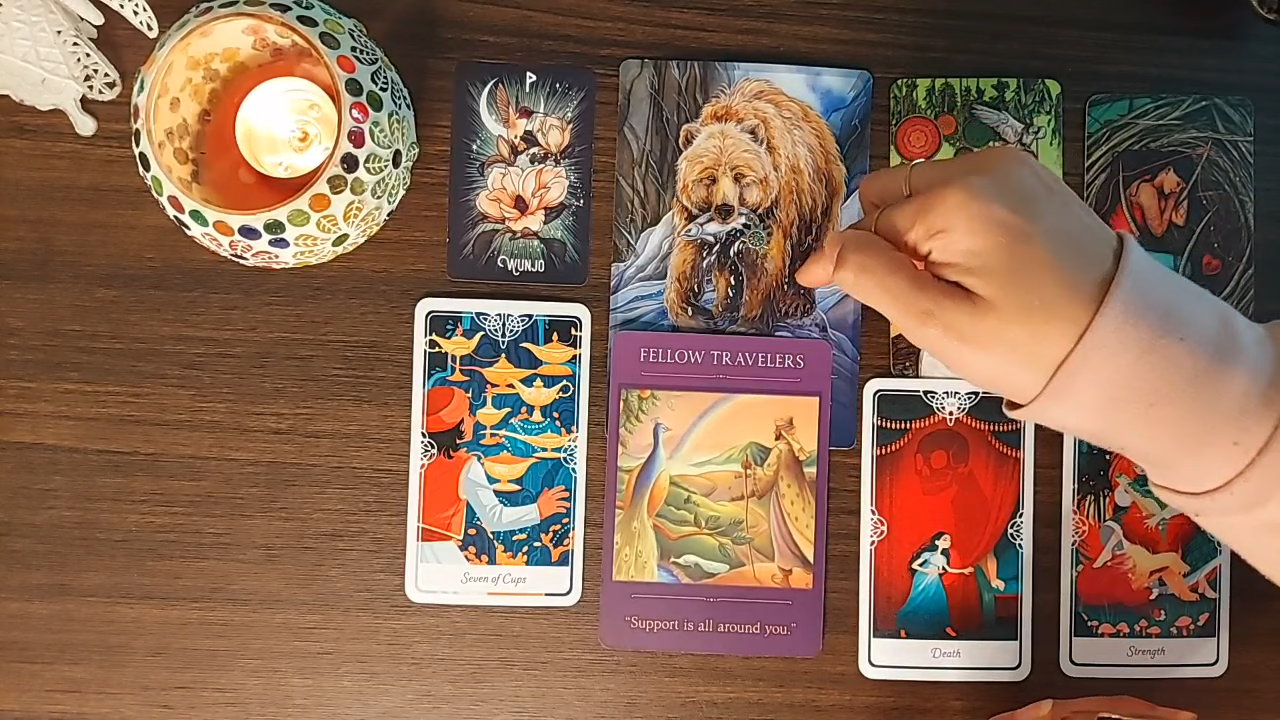 P
WUNJO
FELLOW TRAVELERS
Seven of Cups
"Support is all around you."
Death
Strength